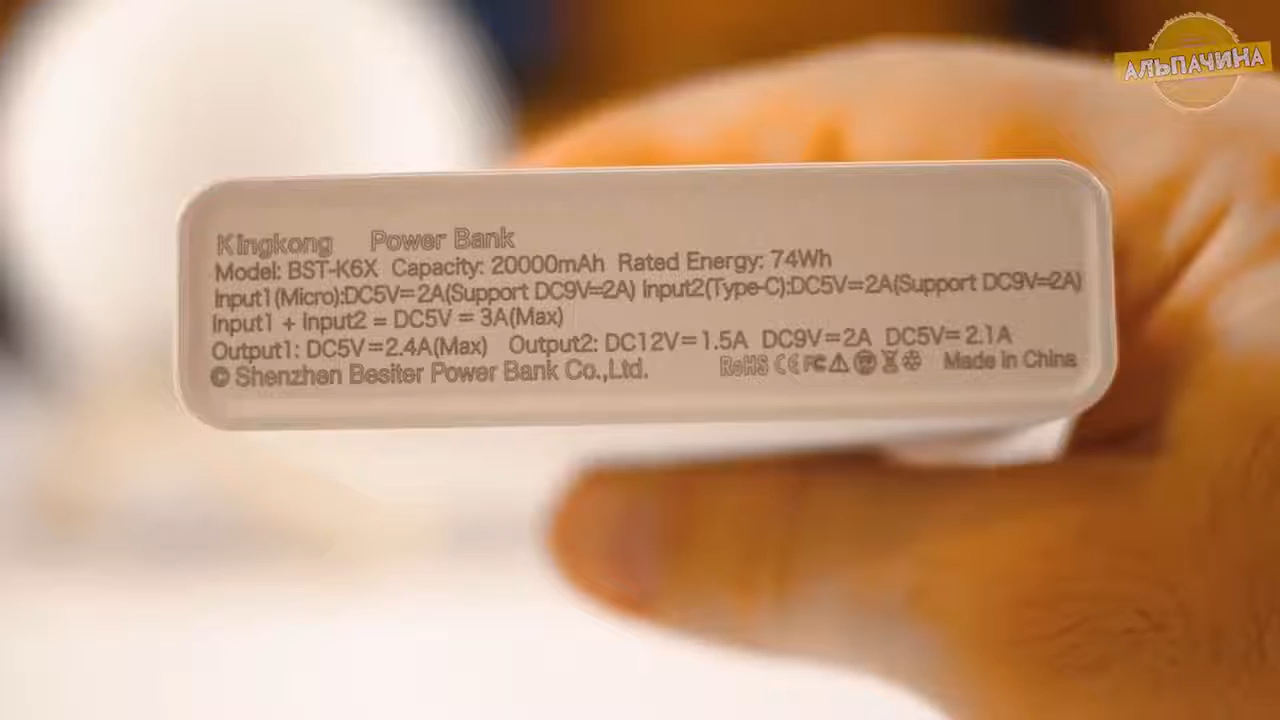 АЛЬПАЧИНА
Kingkong Power Bank
Model: BST-K6X Capacity: 20000mAh Rated Energy: 74Wh
Input1(Micro):DC5V=2A(Support DC9V=2A) Input2(Type-C):DC5V=2A(Support DC9V=2A)
Input1 + Input2 = DC5V = 3A(Max)
Output1: DC5V=2.4A(Max) Output2: DC12V=1.5A DC9V=2A DC5V=2.1A
© Shenzhen Besiter Power Bank Co.,Ltd. RoHS CE FC Made in China